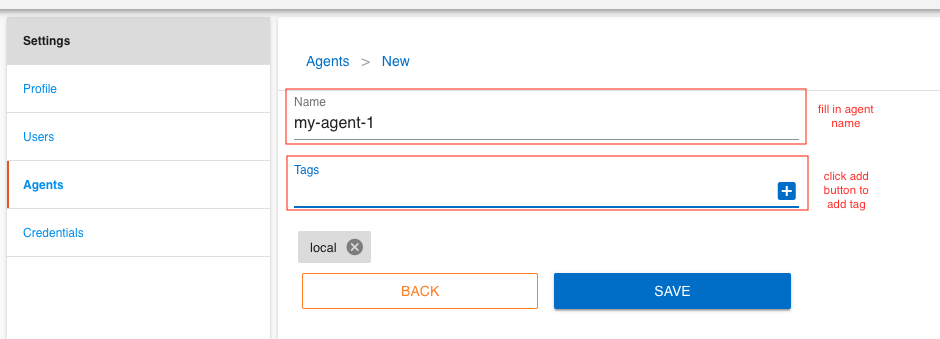 Settings
Profile
Users
Agents
Credentials
Agents > New
Name
my-agent-1
fill in agent
name
Tags
click add
button to
add tag
local
BACK
SAVE